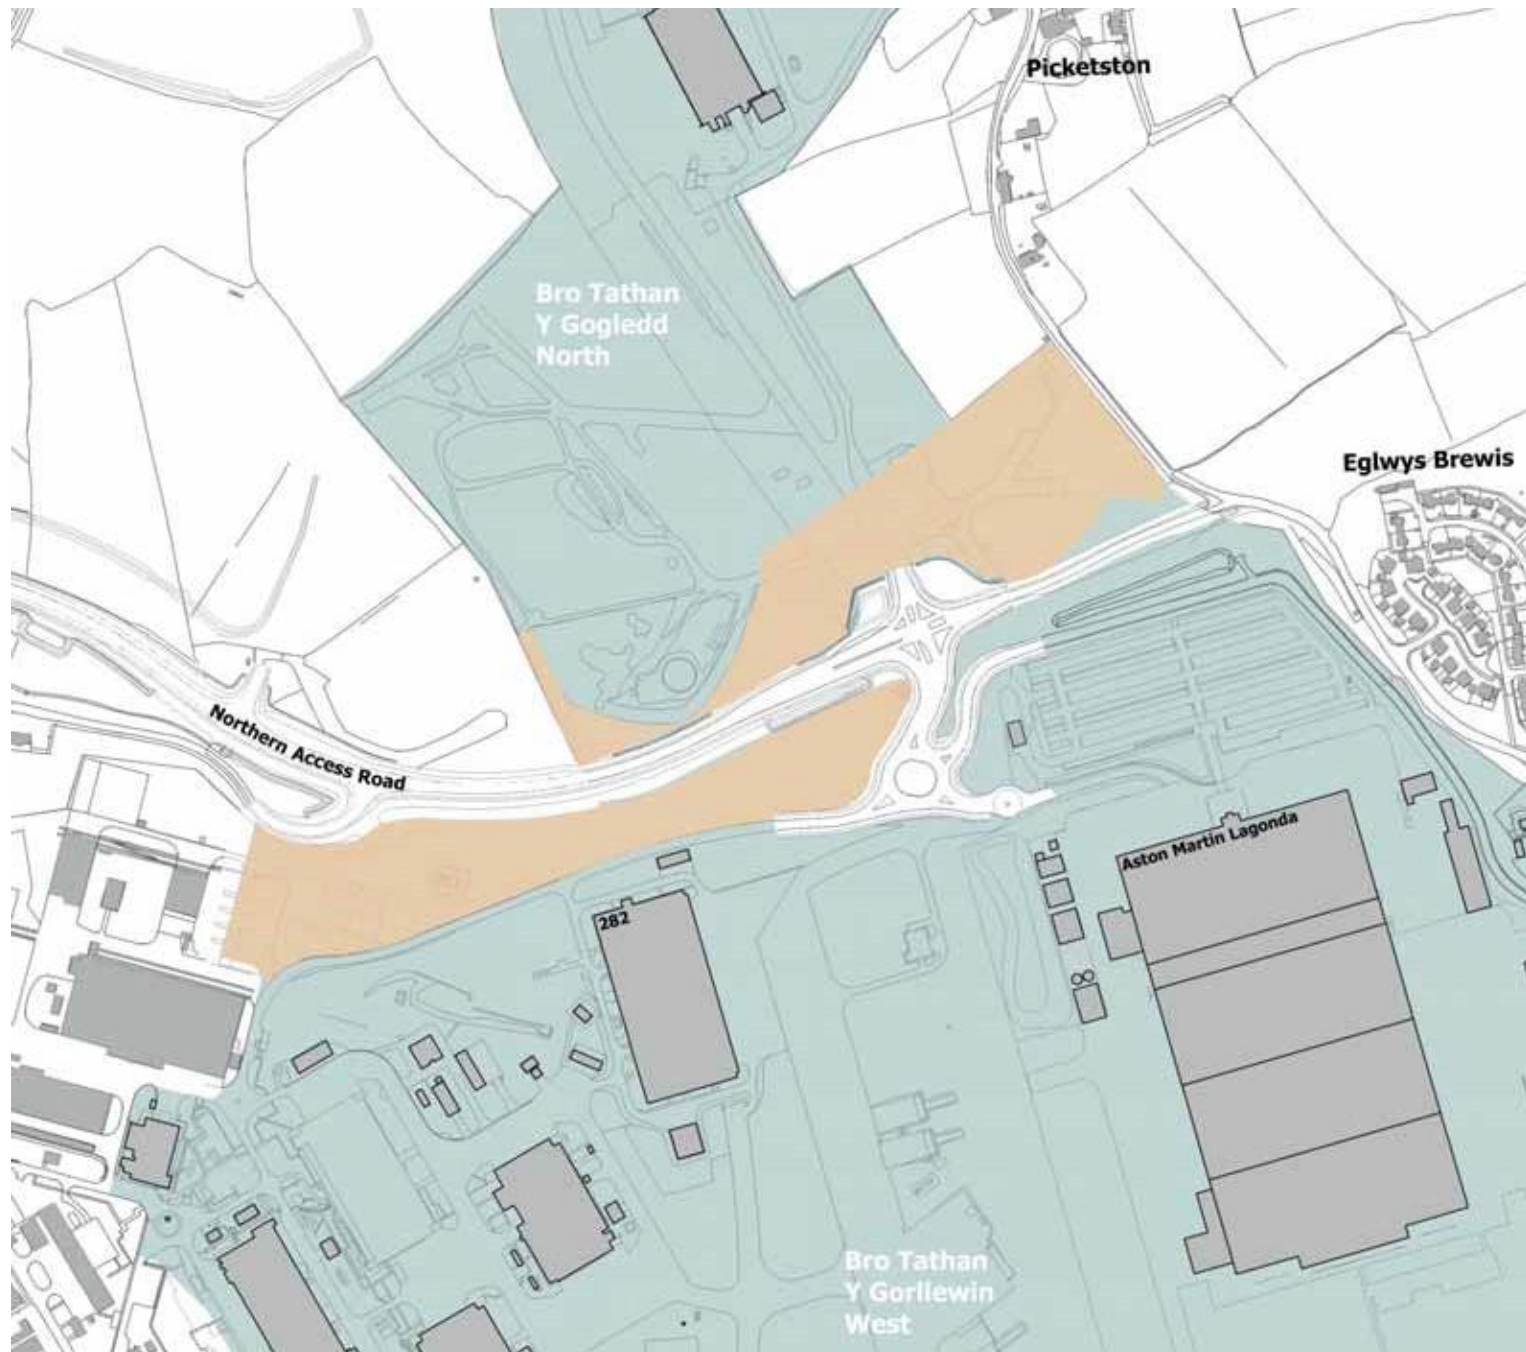 Picketston
Bro Tathan
Y Gogledd
North
Eglwys Brewis
Northern Access Road
Aston Martin Lagonda
282
Bro Tathan
Y Gorllewin
West